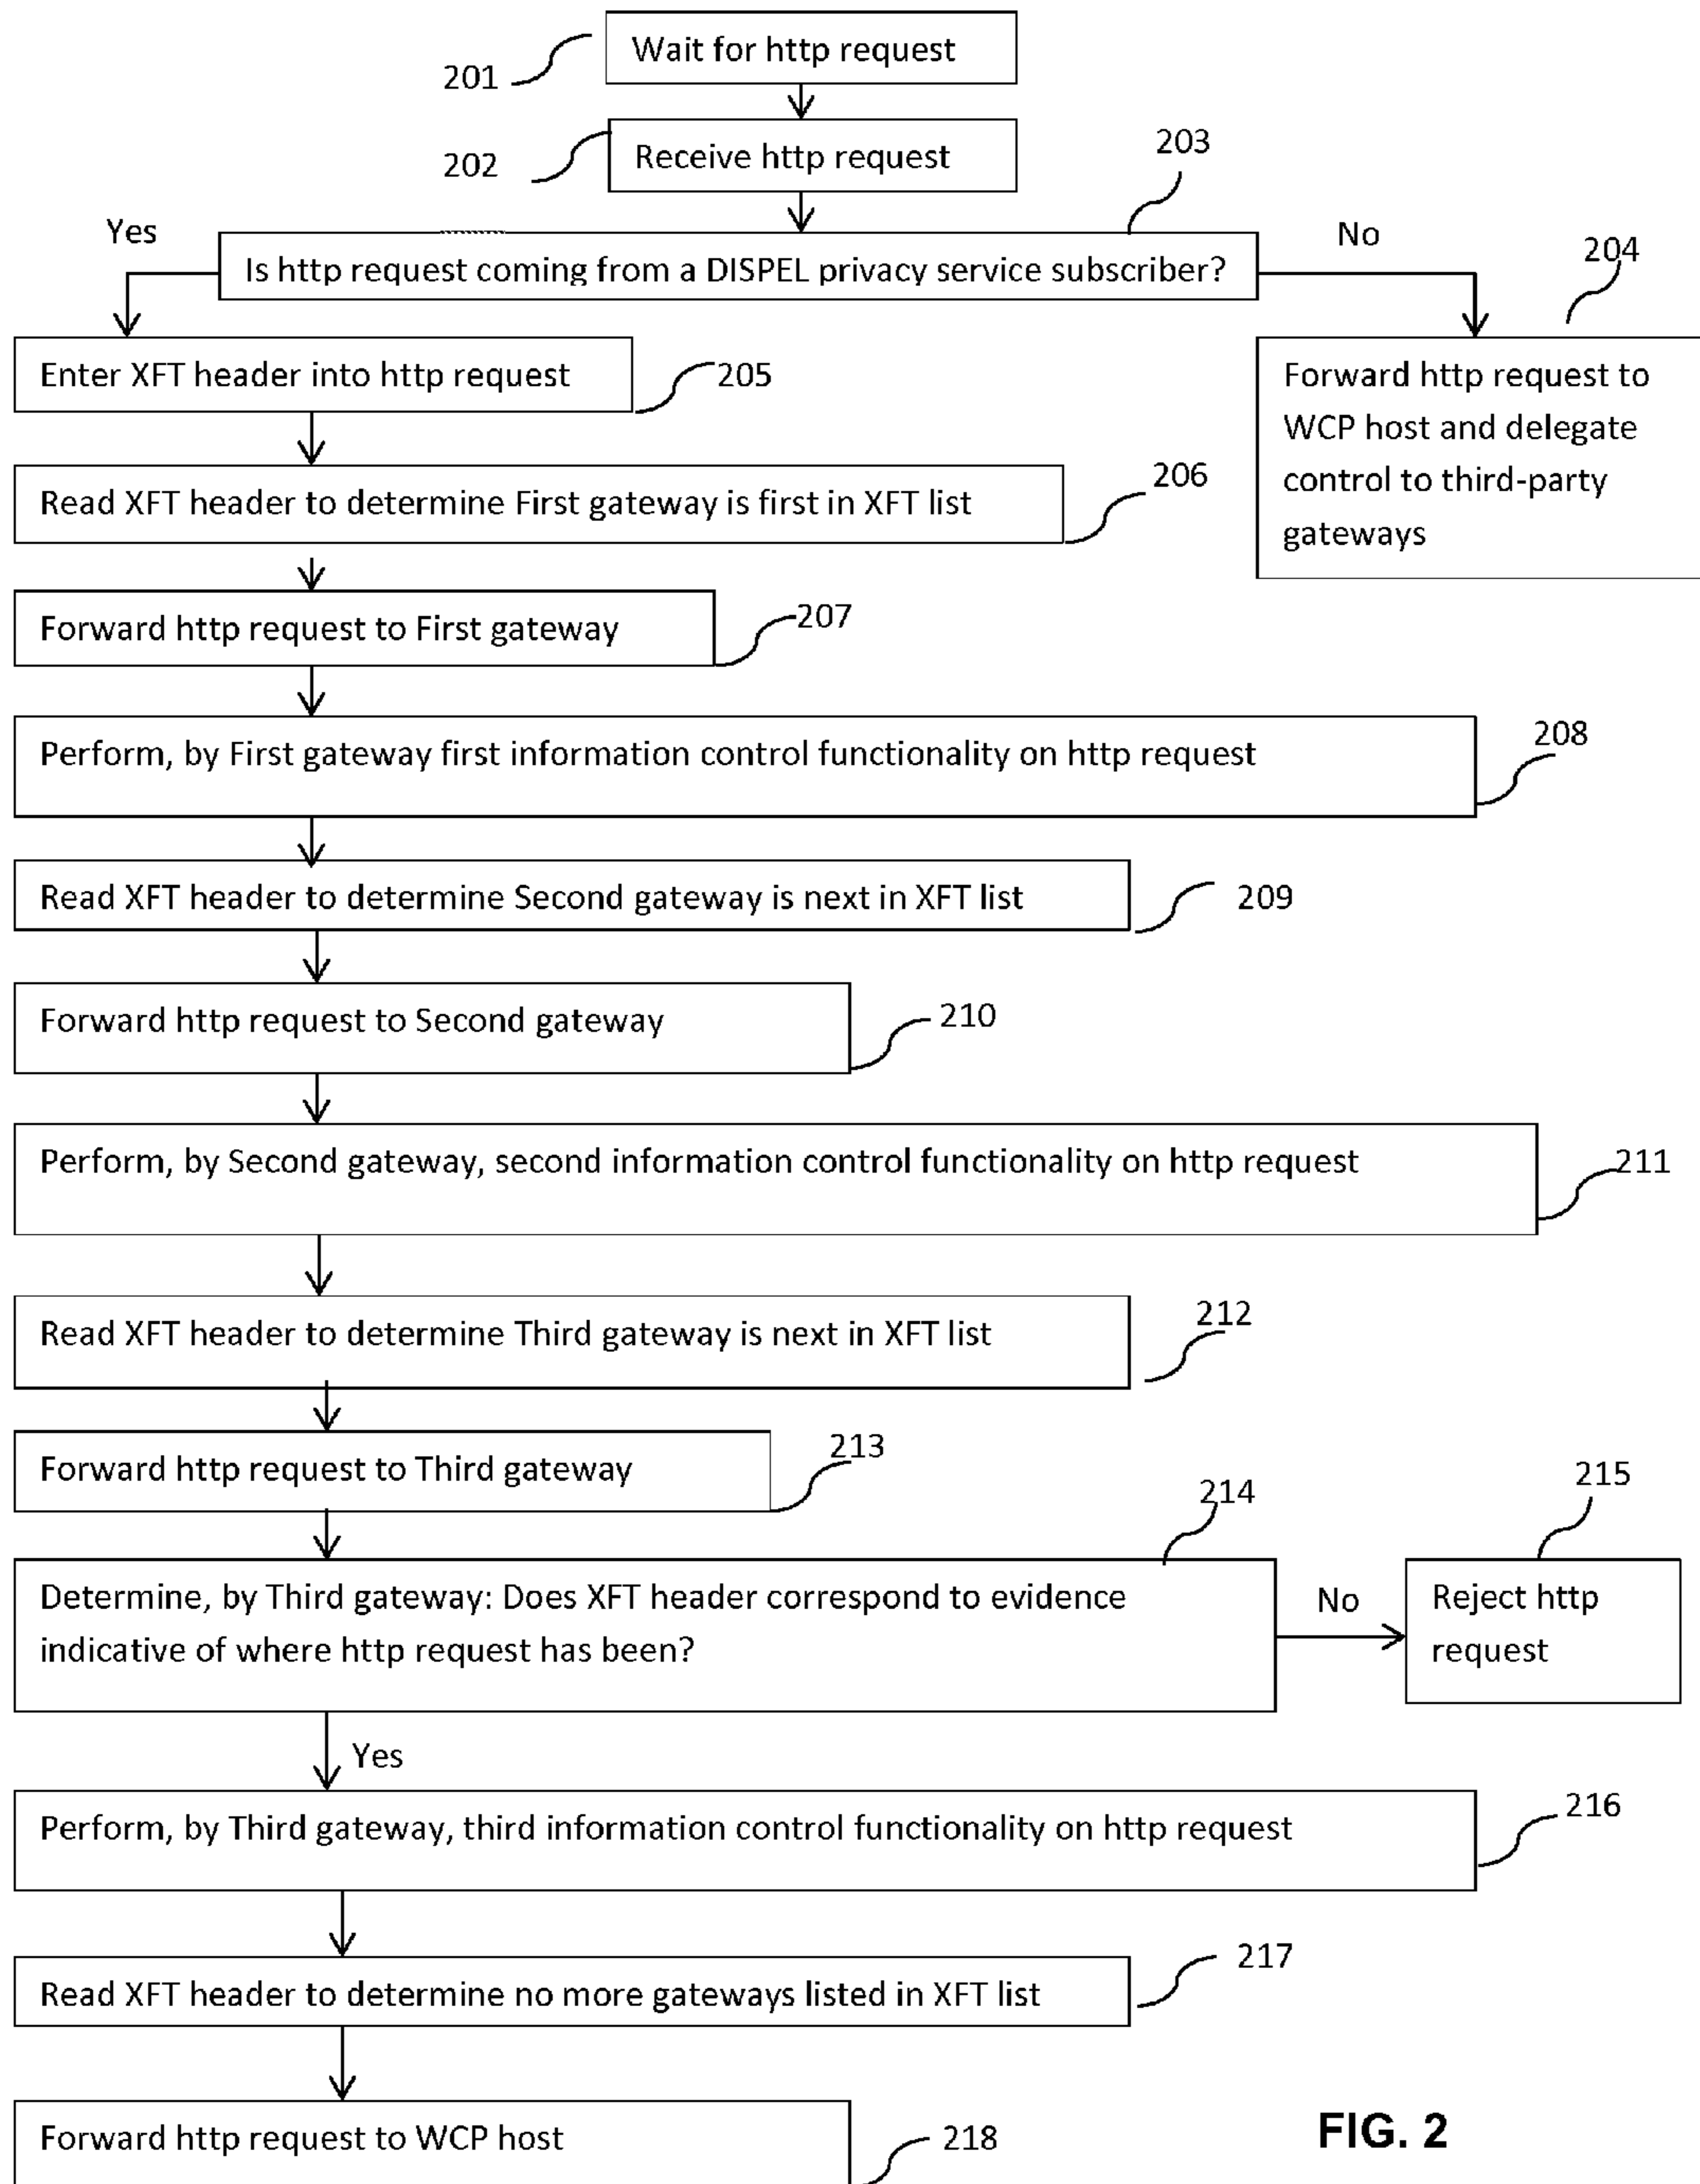 Wait for http request
201
Receive http request
202
203
Yes
Is http request coming from a DISPEL privacy service subscriber?
No
204
Enter XFT header into http request
205
Forward http request to
WCP host and delegate
control to third-party
gateways
Read XFT header to determine First gateway is first in XFT list
206
Forward http request to First gateway
207
Perform, by First gateway first information control functionality on http request
208
Read XFT header to determine Second gateway is next in XFT list
209
Forward http request to Second gateway
210
Perform, by Second gateway, second information control functionality on http request
211
Read XFT header to determine Third gateway is next in XFT list
212
Forward http request to Third gateway
213
214
215
Determine, by Third gateway: Does XFT header correspond to evidence
indicative of where http request has been?
No
Reject http
request
Yes
Perform, by Third gateway, third information control functionality on http request
216
Read XFT header to determine no more gateways listed in XFT list
217
Forward http request to WCP host
218
FIG. 2